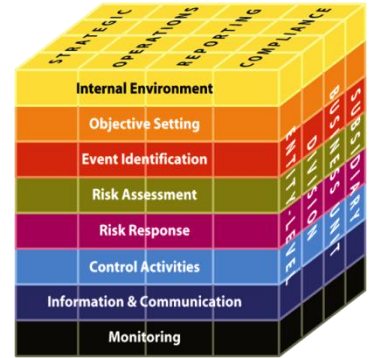 STRATEGIC
OPERATIONS
REPORTING
COMPLIANCE
Internal Environment
Objective Setting
Event Identification
Risk Assessment
Risk Response
Control Activities
Information & Communication
Monitoring
ENTITY-LEVEL
DIVISION
BUSINESS UNIT
SUBSIDIARY